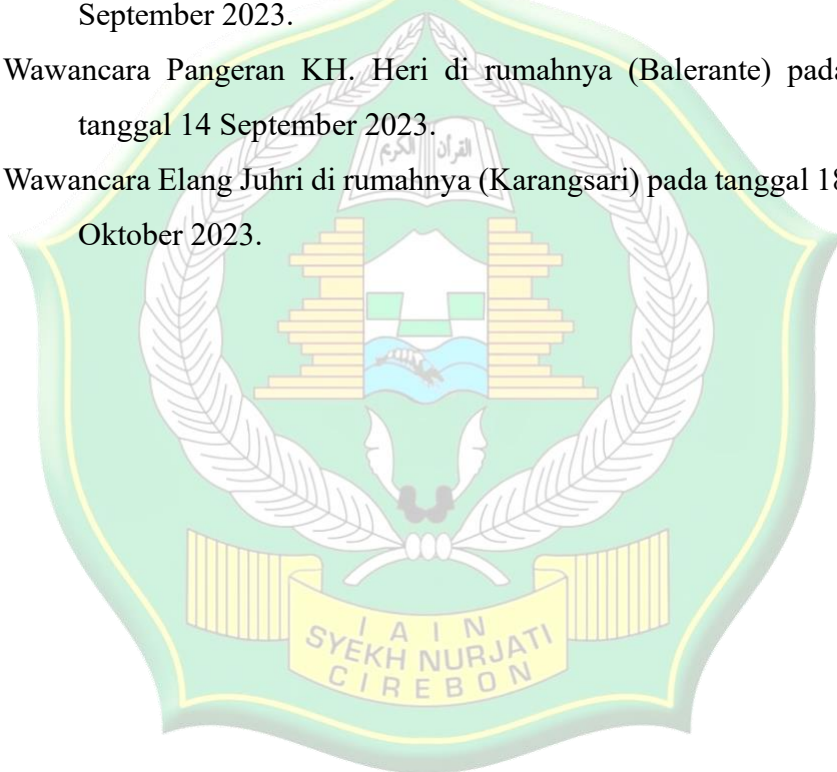 September 2023.
Wawancara Pangeran KH. Heri di rumahnya (Balerante) pada
tanggal 14 September 2023.
Wawancara Elang Juhri di rumahnya (Karangsari) pada tanggal 18
Oktober 2023.
القرآن الكريم
I A I N
SYEKH NURJATI
CIREBON